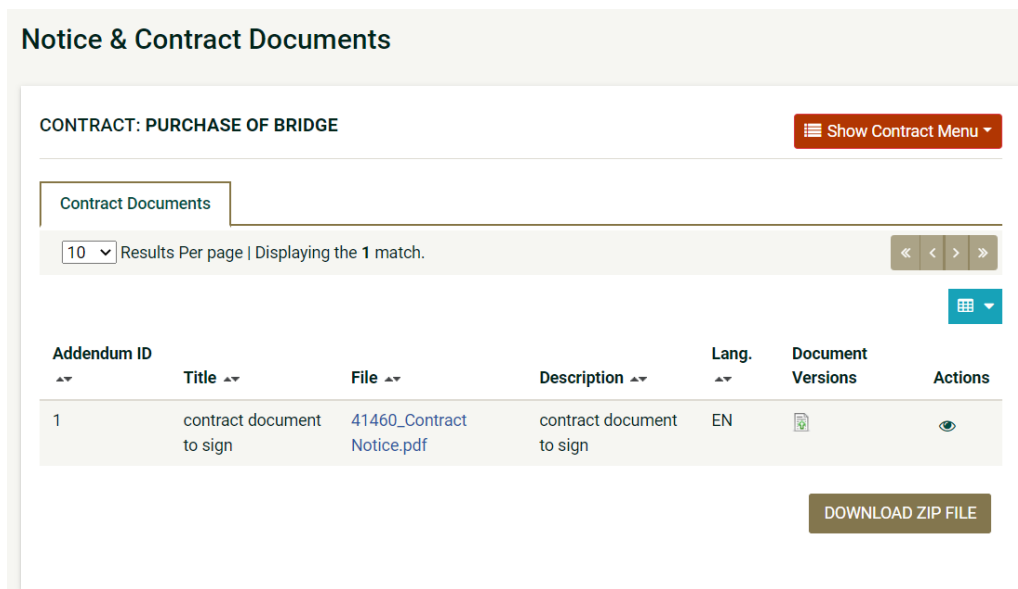 Notice & Contract Documents
CONTRACT: PURCHASE OF BRIDGE
Show Contract Menu
Contract Documents
10 Results Per page | Displaying the 1 match.
« ‹ › »
Addendum ID
Title
File
Description
Lang.
Document
Versions
Actions
1
contract document
to sign
41460_Contract
Notice.pdf
contract document
to sign
EN
DOWNLOAD ZIP FILE